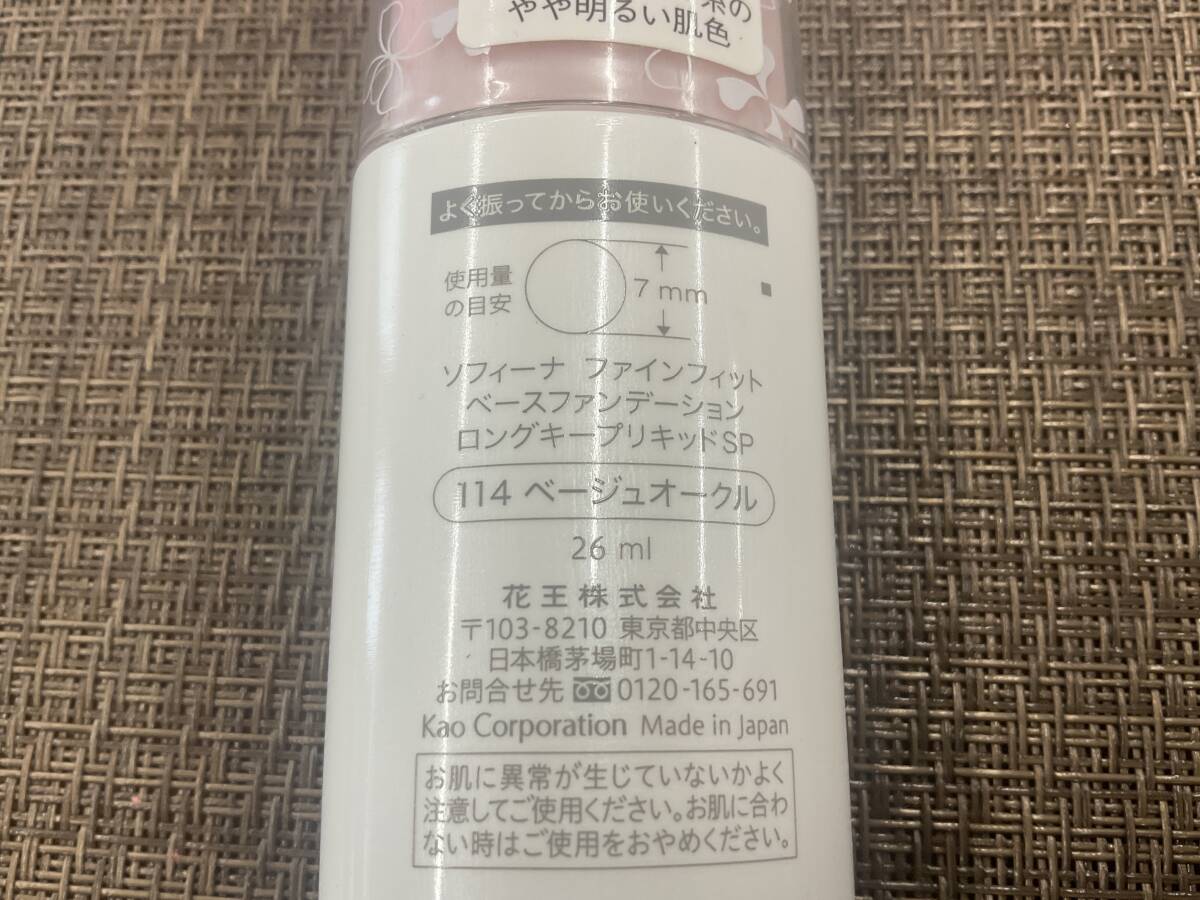 系の
やや明るい肌色
よく振ってからお使いください。
使用量
の目安
7 mm
ソフィーナ ファインフィット
ベースファンデーション
ロングキープリキッドSP
114 ベージュオークル
26 ml
花王株式会社
〒103-8210 東京都中央区
日本橋茅場町1-14-10
お問合せ先 0120-165-691
Kao Corporation Made in Japan
お肌に異常が生じていないかよく
注意してご使用ください。お肌に合わ
ない時はご使用をおやめください。